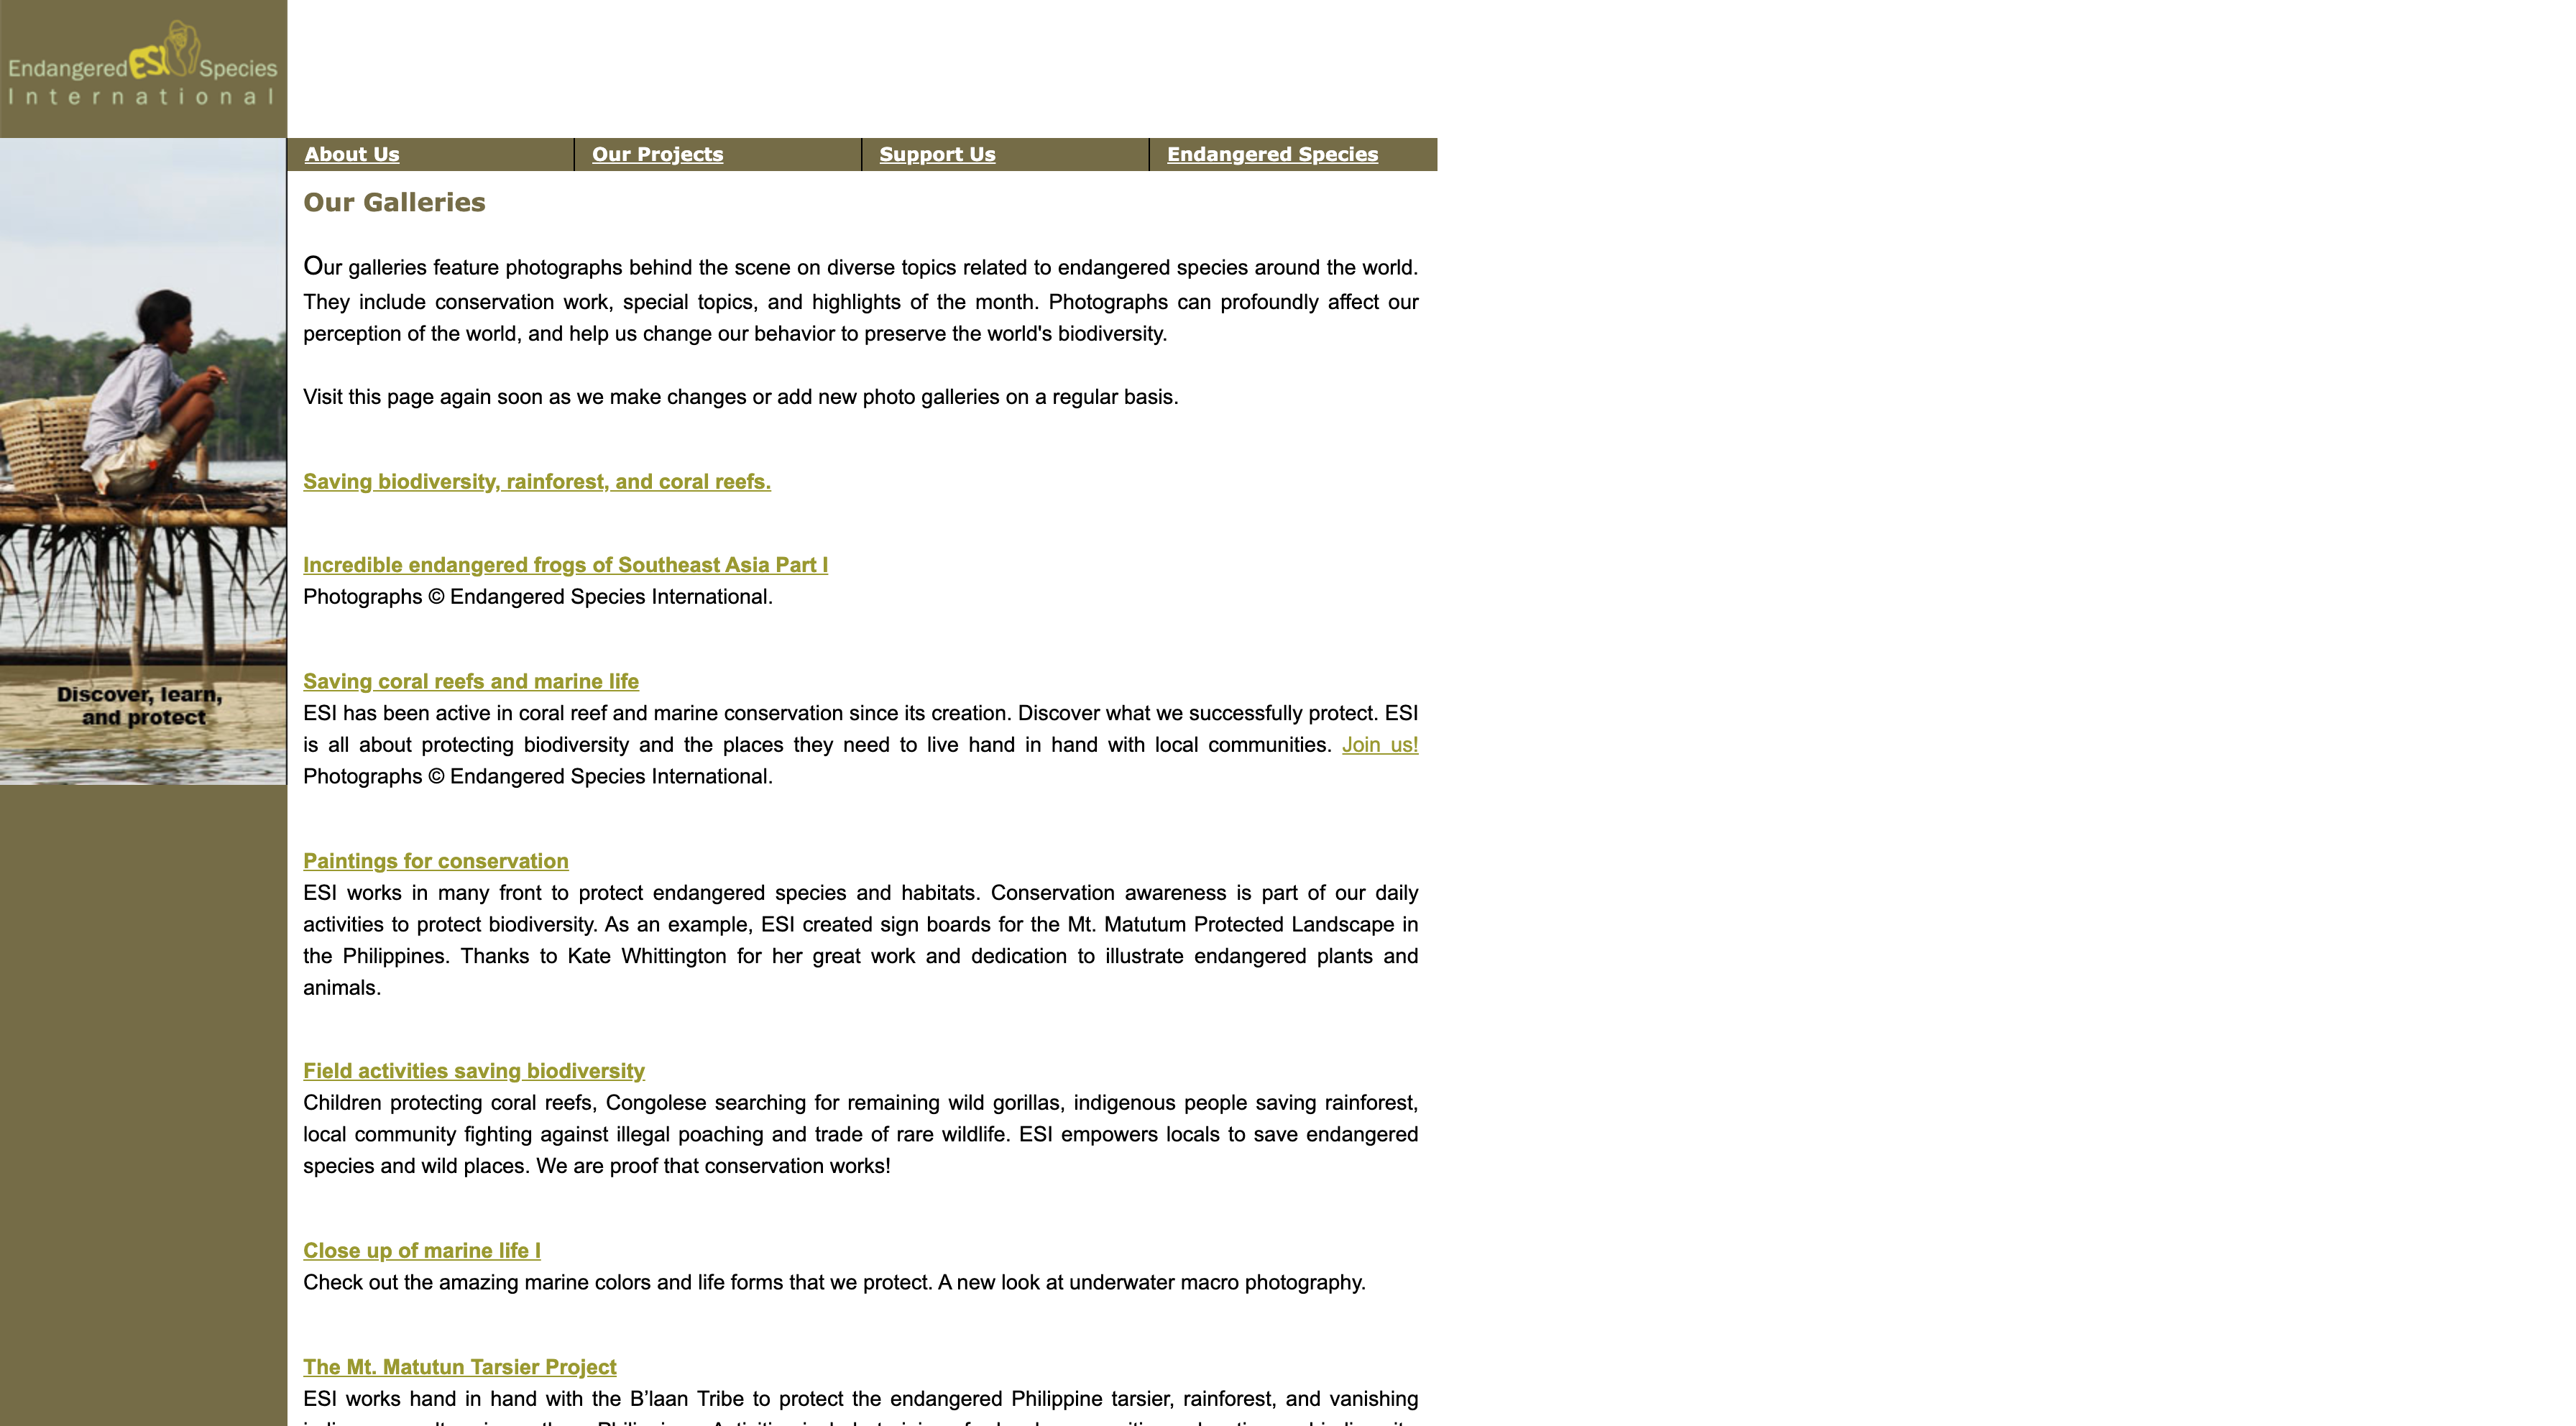 Endangered ESI Species
International
About Us
Our Projects
Support Us
Endangered Species
Our Galleries
Our galleries feature photographs behind the scene on diverse topics related to endangered species around the world.
They include conservation work, special topics, and highlights of the month. Photographs can profoundly affect our
perception of the world, and help us change our behavior to preserve the world's biodiversity.
Visit this page again soon as we make changes or add new photo galleries on a regular basis.
Saving biodiversity, rainforest, and coral reefs.
Incredible endangered frogs of Southeast Asia Part I
Photographs © Endangered Species International.
Saving coral reefs and marine life
ESI has been active in coral reef and marine conservation since its creation. Discover what we successfully protect. ESI
is all about protecting biodiversity and the places they need to live hand in hand with local communities. Join us!
Photographs © Endangered Species International.
Discover, learn,
and protect
Paintings for conservation
ESI works in many front to protect endangered species and habitats. Conservation awareness is part of our daily
activities to protect biodiversity. As an example, ESI created sign boards for the Mt. Matutum Protected Landscape in
the Philippines. Thanks to Kate Whittington for her great work and dedication to illustrate endangered plants and
animals.
Field activities saving biodiversity
Children protecting coral reefs, Congolese searching for remaining wild gorillas, indigenous people saving rainforest,
local community fighting against illegal poaching and trade of rare wildlife. ESI empowers locals to save endangered
species and wild places. We are proof that conservation works!
Close up of marine life I
Check out the amazing marine colors and life forms that we protect. A new look at underwater macro photography.
The Mt. Matutun Tarsier Project
ESI works hand in hand with the B’laan Tribe to protect the endangered Philippine tarsier, rainforest, and vanishing